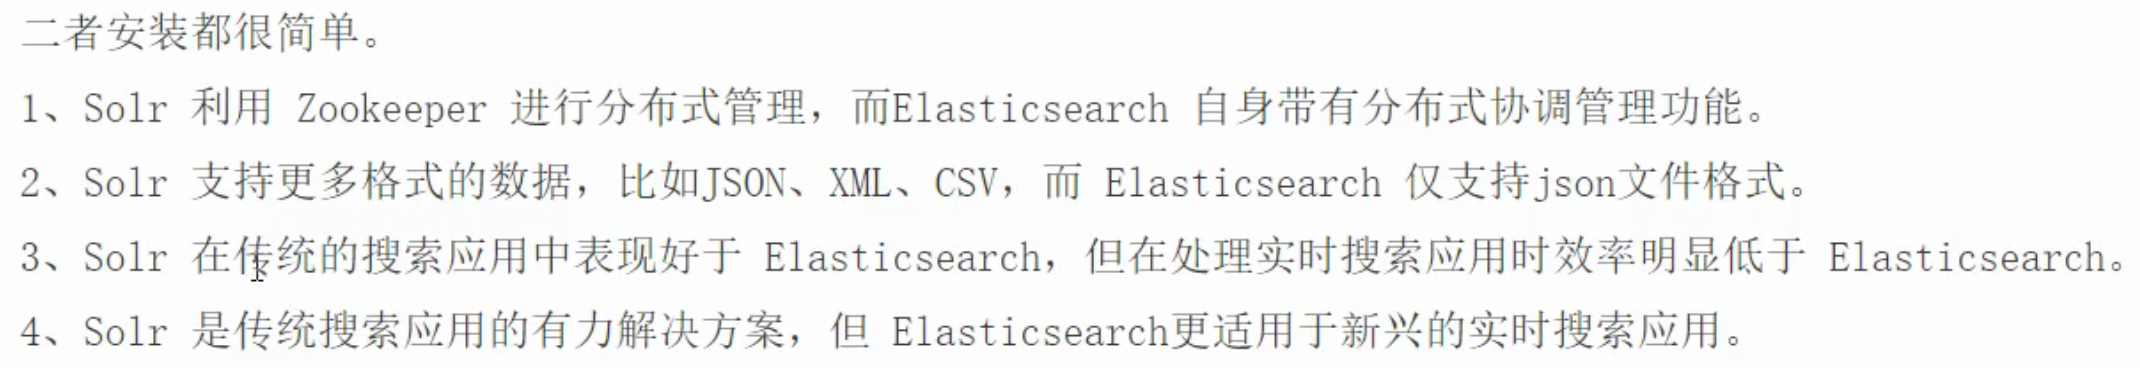 二者安装都很简单。
1、Solr 利用 Zookeeper 进行分布式管理，而Elasticsearch 自身带有分布式协调管理功能。
2、Solr 支持更多格式的数据，比如JSON、XML、CSV，而 Elasticsearch 仅支持json文件格式。
3、Solr 在传统的搜索应用中表现好于 Elasticsearch，但在处理实时搜索应用时效率明显低于 Elasticsearch。
4、Solr 是传统搜索应用的有力解决方案，但 Elasticsearch更适用于新兴的实时搜索应用。